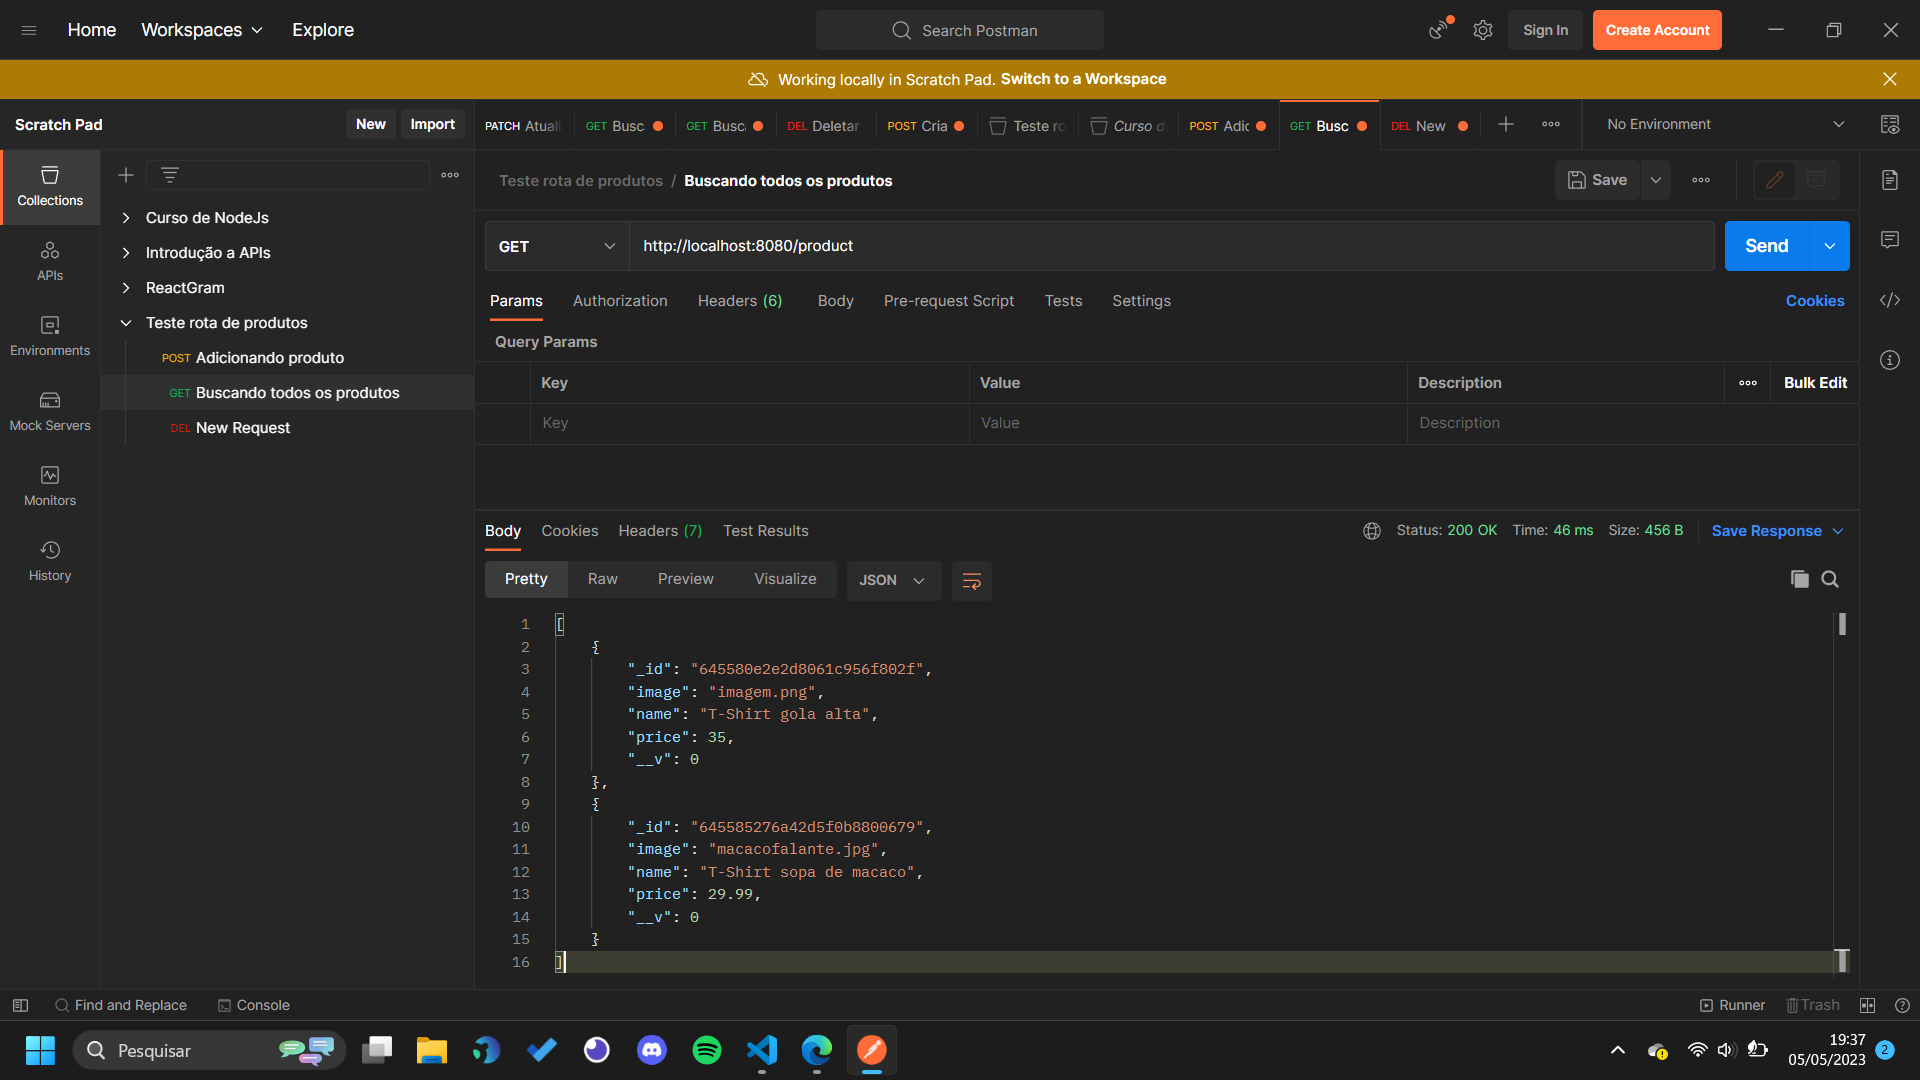 Home Workspaces Explore
Search Postman
Sign In Create Account
Working locally in Scratch Pad. Switch to a Workspace
Scratch Pad New Import
PATCH Atuali GET Busc GET Busc DEL Deletar POST Cria Teste ro Curso d POST Adic GET Busc DEL New
No Environment
Collections
APIs
Environments
Mock Servers
Monitors
History
Curso de NodeJs
Introdução a APIs
ReactGram
Teste rota de produtos
POST Adicionando produto
GET Buscando todos os produtos
DEL New Request
Teste rota de produtos / Buscando todos os produtos
Save
GET http://localhost:8080/product Send
Params Authorization Headers (6) Body Pre-request Script Tests Settings Cookies
Query Params
Key Value Description Bulk Edit
Key Value Description
Body Cookies Headers (7) Test Results Status: 200 OK Time: 46 ms Size: 456 B Save Response
Pretty Raw Preview Visualize JSON
1 [
2 {
3 "_id": "645580e2e2d8061c956f802f",
4 "image": "imagem.png",
5 "name": "T-Shirt gola alta",
6 "price": 35,
7 "__v": 0
8 },
9 {
10 "_id": "645585276a42d5f0b8800679",
11 "image": "macacofalante.jpg",
12 "name": "T-Shirt sopa de macaco",
13 "price": 29.99,
14 "__v": 0
15 }
16 ]
Find and Replace Console Runner Trash
Pesquisar
19:37
05/05/2023
2